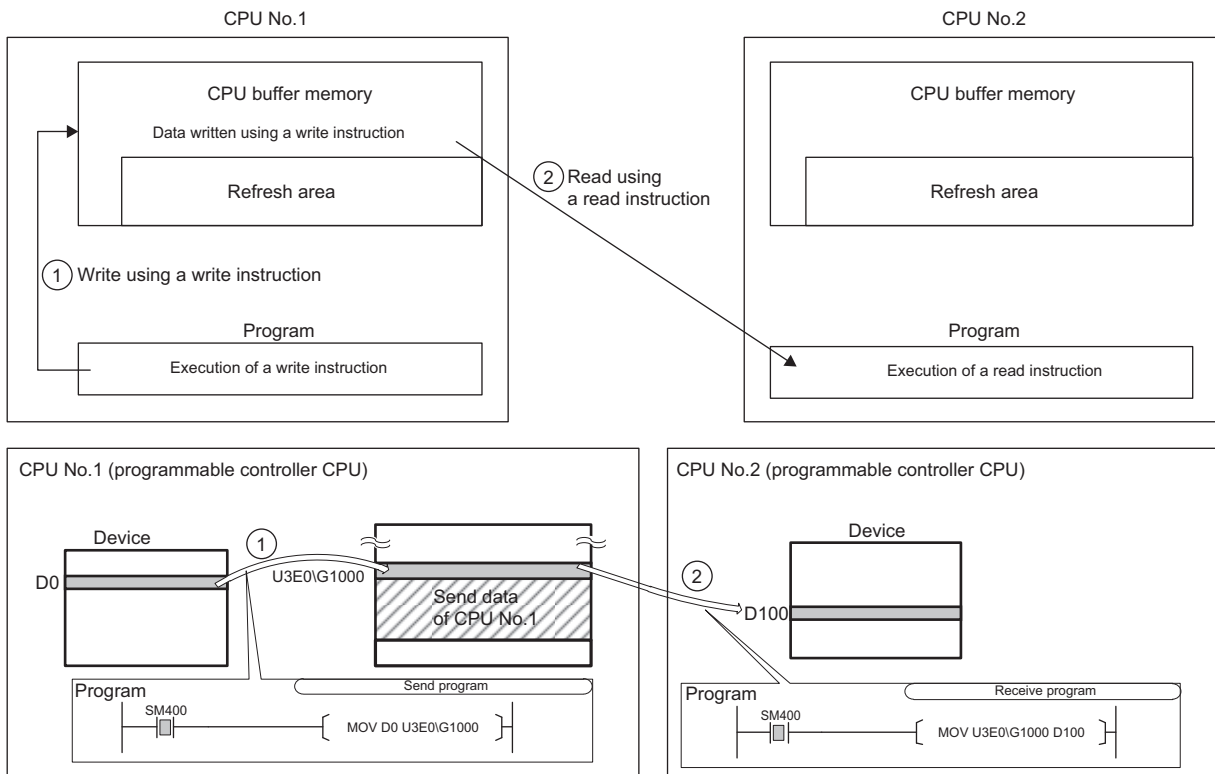 CPU No.1
CPU buffer memory
Data written using a write instruction
Refresh area
1 Write using a write instruction
Program
Execution of a write instruction
2 Read using
a read instruction
CPU No.2
CPU buffer memory
Refresh area
Program
Execution of a read instruction
CPU No.1 (programmable controller CPU)
Device
1
D0
U3E0\G1000
Send data
of CPU No.1
Program
Send program
SM400
MOV D0 U3E0\G1000
2
CPU No.2 (programmable controller CPU)
Device
D100
Program
Receive program
SM400
MOV U3E0\G1000 D100